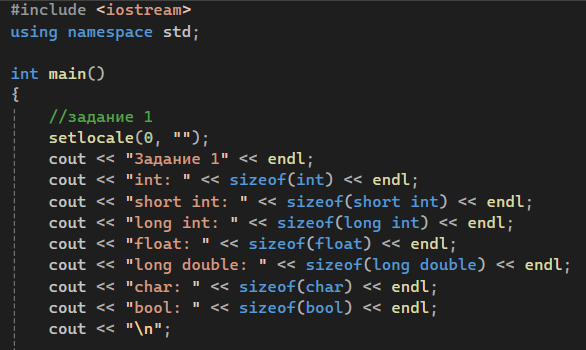 #include <iostream>
using namespace std;
int main()
{
//задание 1
setlocale(0, "");
cout << "Задание 1" << endl;
cout << "int: " << sizeof(int) << endl;
cout << "short int: " << sizeof(short int) << endl;
cout << "long int: " << sizeof(long int) << endl;
cout << "float: " << sizeof(float) << endl;
cout << "long double: " << sizeof(long double) << endl;
cout << "char: " << sizeof(char) << endl;
cout << "bool: " << sizeof(bool) << endl;
cout << "\n";